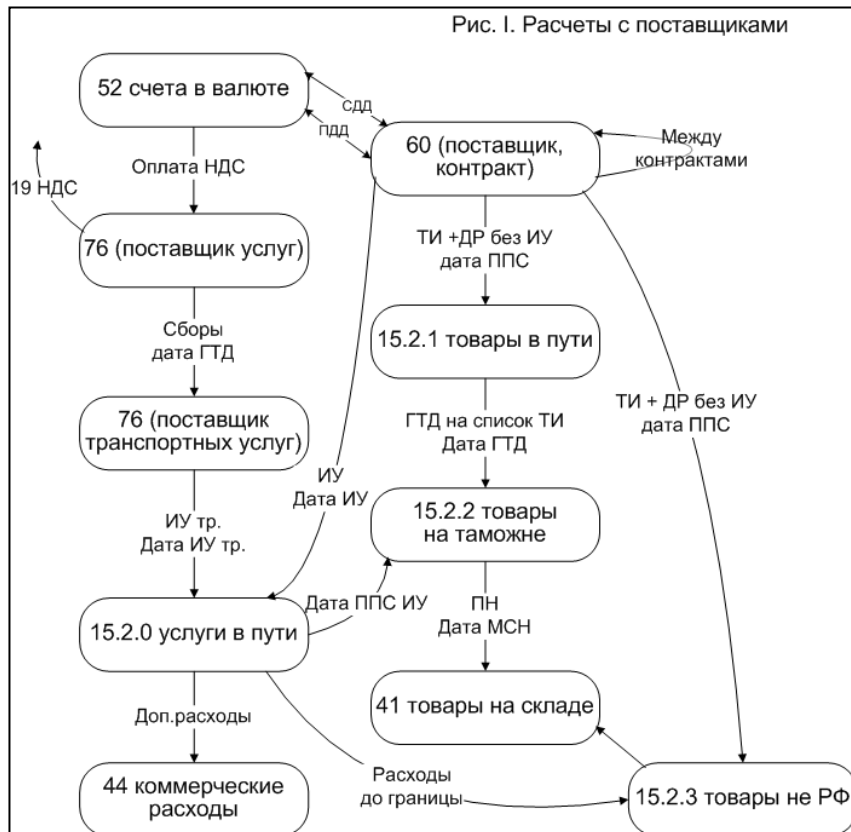 Рис. I. Расчеты с поставщиками
52 счета в валюте
СДД
ПДД
60 (поставщик,
контракт)
Между
контрактами
Оплата НДС
19 НДС
76 (поставщик услуг)
ТИ +ДР без ИУ
дата ППС
Сборы
дата ГТД
15.2.1 товары в пути
76 (поставщик
транспортных услуг)
ГТД на список ТИ
Дата ГТД
ТИ + ДР без ИУ
дата ППС
ИУ
Дата ИУ
15.2.2 товары
на таможне
ИУ тр.
Дата ИУ тр.
Дата ППС ИУ
ПН
Дата МСН
15.2.0 услуги в пути
41 товары на складе
Доп.расходы
44 коммерческие
расходы
Расходы
до границы
15.2.3 товары не РФ